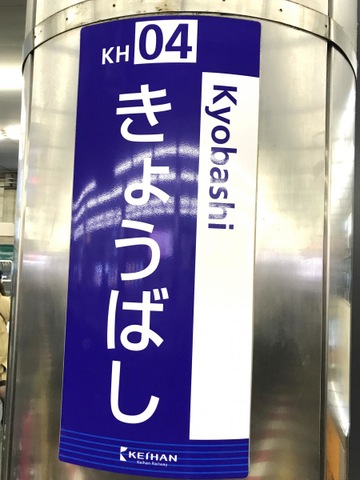 KH 04
きょうばし
Kyobashi
KEIHAN
Keihan Railway